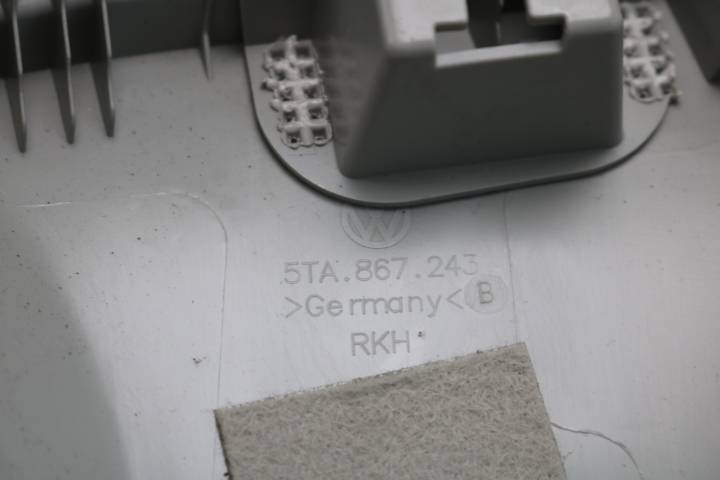 5TA.867.243
>Germany< B
RKH